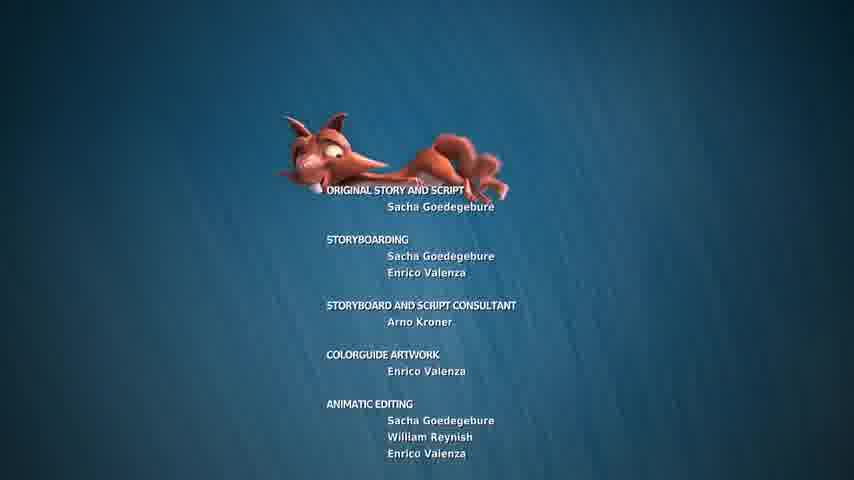 ORIGINAL STORY AND SCRIPT
Sacha Goedegebure
STORYBOARDING
Sacha Goedegebure
Enrico Valenza
STORYBOARD AND SCRIPT CONSULTANT
Arno Kroner
COLORGUIDE ARTWORK
Enrico Valenza
ANIMATIC EDITING
Sacha Goedegebure
William Reynish
Enrico Valenza